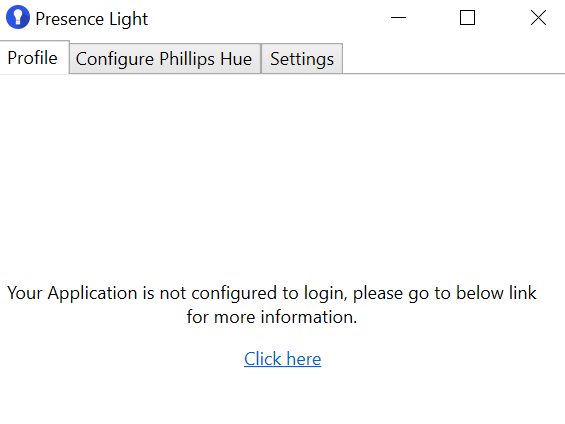 Presence Light
Profile Configure Phillips Hue Settings
Your Application is not configured to login, please go to below link
for more information.
Click here